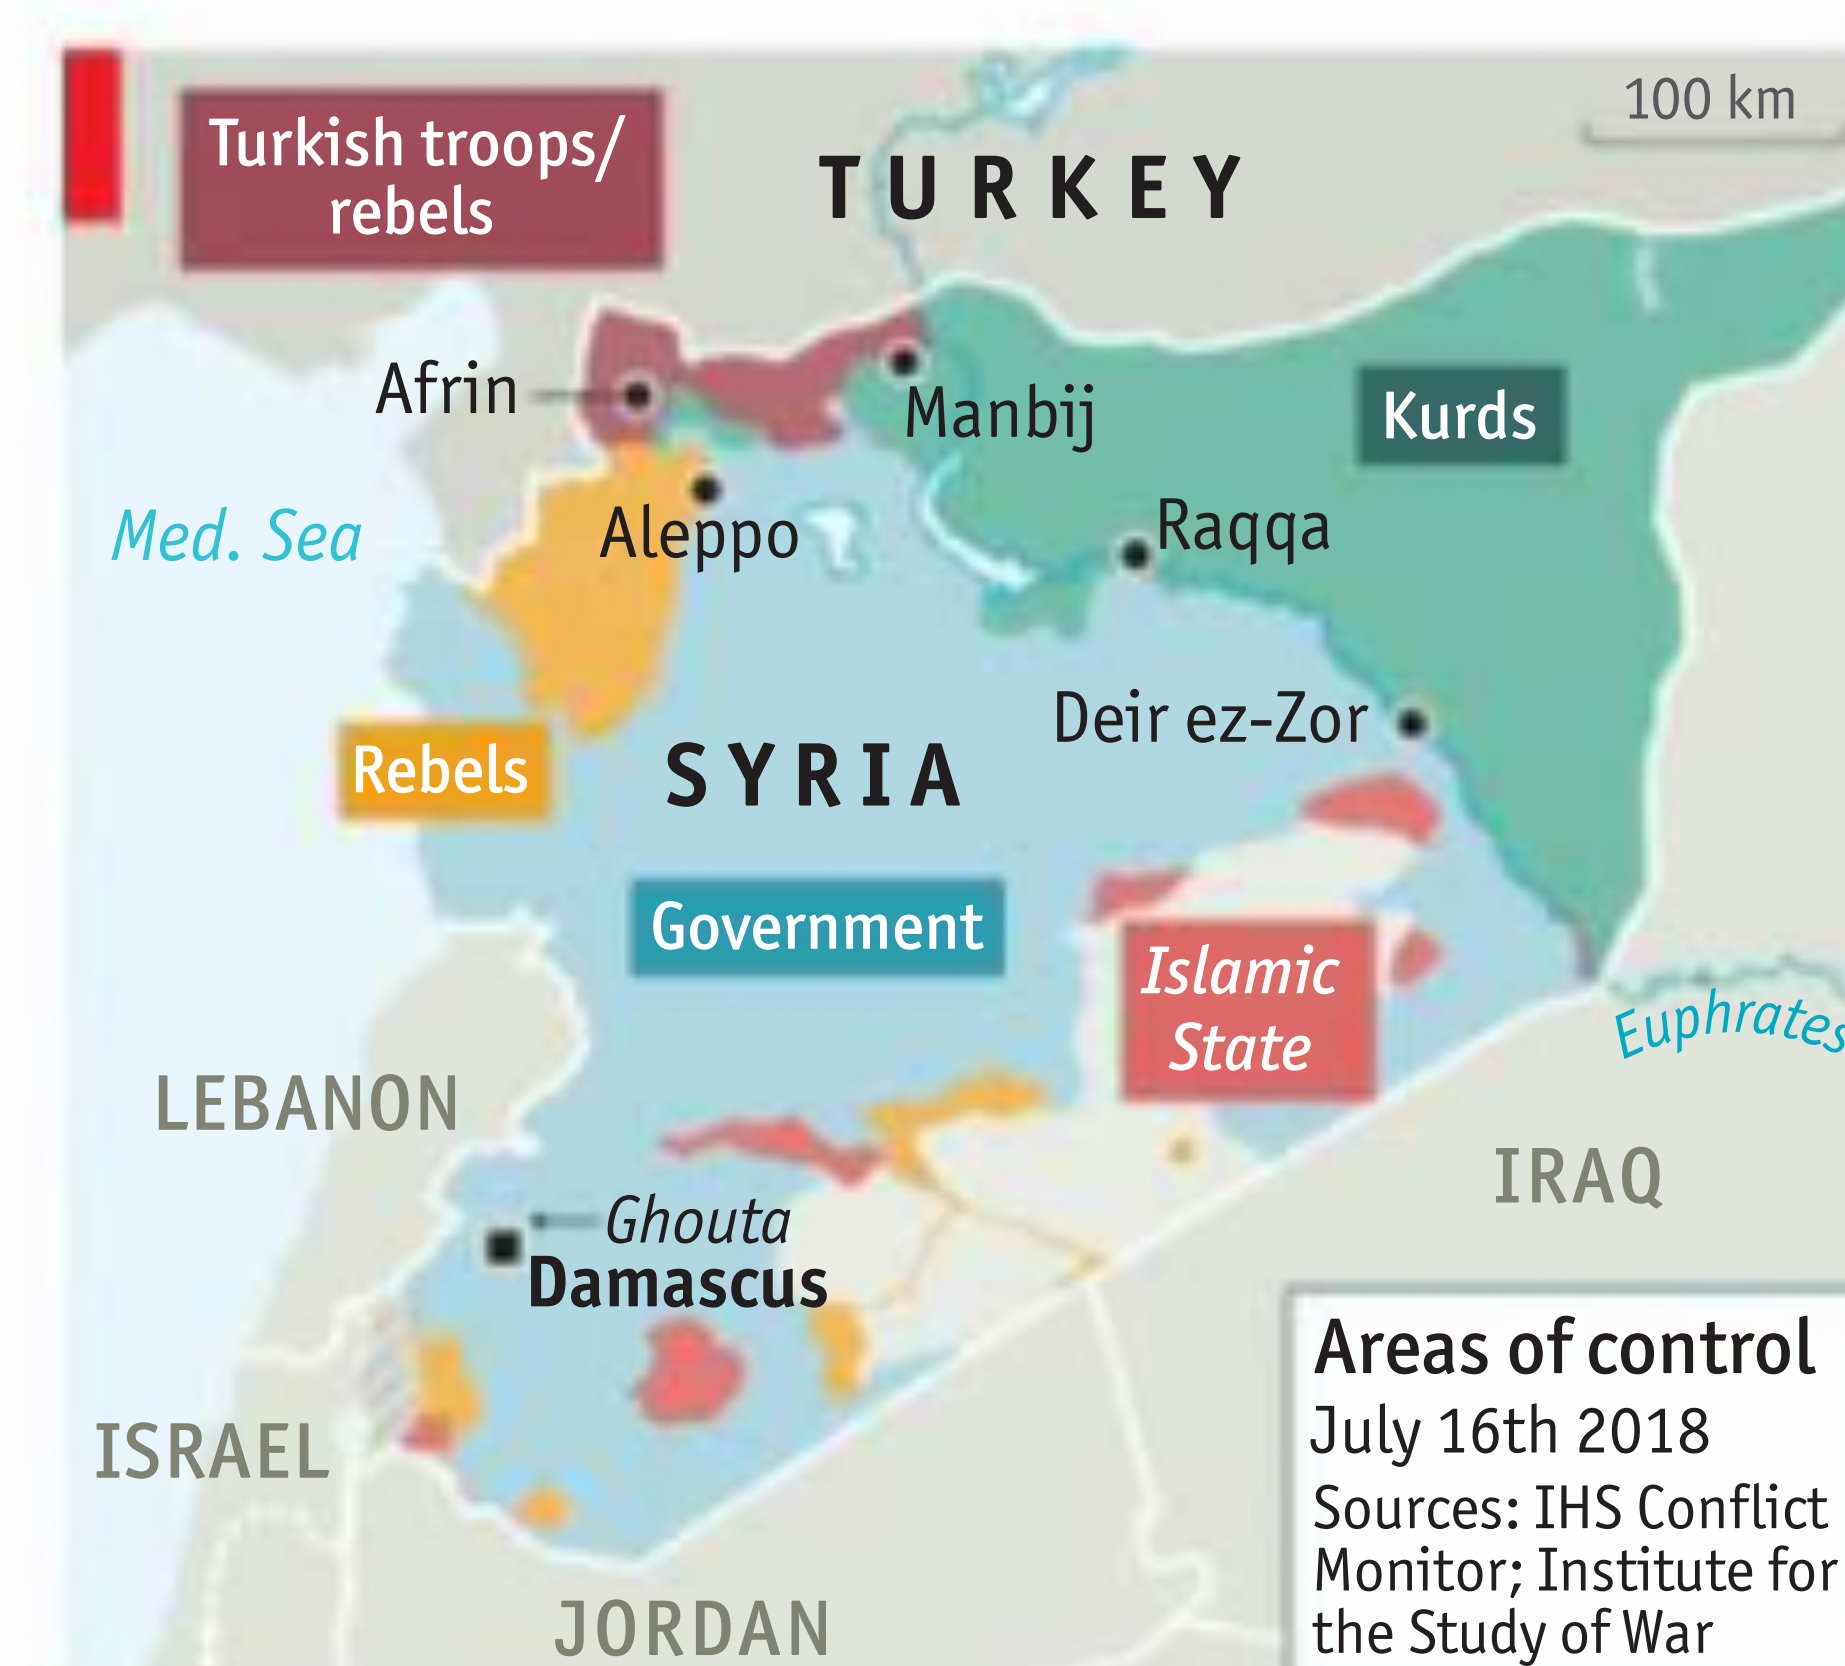 100 km
Turkish troops/
rebels
TURKEY
Afrin
Manbij
Kurds
Med. Sea
Aleppo
Raqqa
Deir ez-Zor
Rebels
SYRIA
Government
Islamic
State
Euphrates
LEBANON
IRAQ
Ghouta
Damascus
ISRAEL
JORDAN
Areas of control
July 16th 2018
Sources: IHS Conflict
Monitor; Institute for
the Study of War